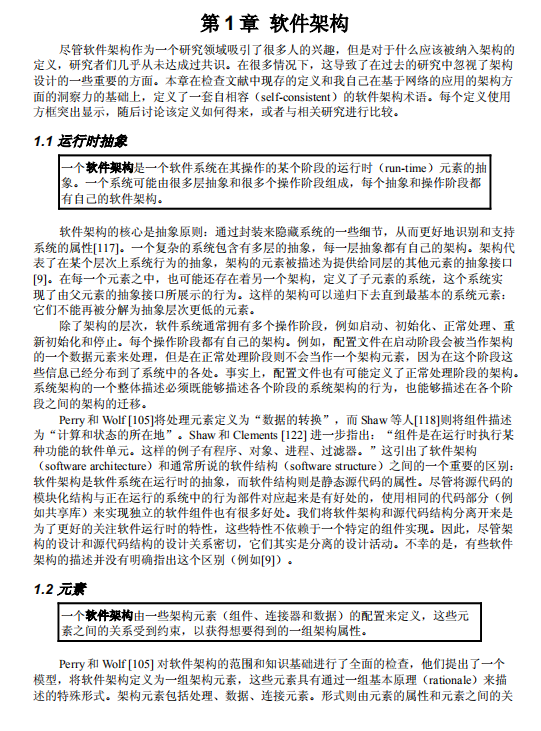 第 1 章 软件架构
尽管软件架构作为一个研究领域吸引了很多人的兴趣，但是对于什么应该被纳入架构的
定义，研究者们几乎从未达成过共识。在很多情况下，这导致了在过去的研究中忽视了架构
设计的一些重要的方面。本章在检查文献中现存的定义和我自己在基于网络的应用的架构方
面的洞察力的基础上，定义了一套自相容（self-consistent）的软件架构术语。每个定义使用
方框突出显示，随后讨论该定义如何得来，或者与相关研究进行比较。
1.1 运行时抽象
一个软件架构是一个软件系统在其操作的某个阶段的运行时（run-time）元素的抽
象。一个系统可能由很多层抽象和很多个操作阶段组成，每个抽象和操作阶段都
有自己的软件架构。
软件架构的核心是抽象原则：通过封装来隐藏系统的一些细节，从而更好地识别和支持
系统的属性[117]。一个复杂的系统包含有多层的抽象，每一层抽象都有自己的架构。架构代
表了在某个层次上系统行为的抽象，架构的元素被描述为提供给同层的其他元素的抽象接口
[9]。在每一个元素之中，也可能还存在着另一个架构，定义了子元素的系统，这个系统实
现了由父元素的抽象接口所展示的行为。这样的架构可以递归下去直到最基本的系统元素：
它们不能再被分解为抽象层次更低的元素。
除了架构的层次，软件系统通常拥有多个操作阶段，例如启动、初始化、正常处理、重
新初始化和停止。每个操作阶段都有自己的架构。例如，配置文件在启动阶段会被当作架构
的一个数据元素来处理，但是在正常处理阶段则不会当作一个架构元素，因为在这个阶段这
些信息已经分布到了系统中的各处。事实上，配置文件也有可能定义了正常处理阶段的架构。
系统架构的一个整体描述必须既能够描述各个阶段的系统架构的行为，也能够描述在各个阶
段之间的架构的迁移。
Perry 和 Wolf [105]将处理元素定义为“数据的转换”，而 Shaw 等人[118]则将组件描述
为“计算和状态的所在地”。Shaw 和 Clements [122] 进一步指出：“组件是在运行时执行某
种功能的软件单元。这样的例子有程序、对象、进程、过滤器。”这引出了软件架构
（software architecture）和通常所说的软件结构（software structure）之间的一个重要的区别：
软件架构是软件系统在运行时的抽象，而软件结构则是静态源代码的属性。尽管将源代码的
模块化结构与正在运行的系统中的行为部件对应起来是有好处的，使用相同的代码部分（例
如共享库）来实现独立的软件组件也有很多好处。我们将软件架构和源代码结构分离开来是
为了更好的关注软件运行时的特性，这些特性不依赖于一个特定的组件实现。因此，尽管架
构的设计和源代码结构的设计关系密切，它们其实是分离的设计活动。不幸的是，有些软件
架构的描述并没有明确指出这个区别（例如[9]）。
1.2 元素
一个软件架构由一些架构元素（组件、连接器和数据）的配置来定义，这些元
素之间的关系受到约束，以获得想要得到的一组架构属性。
Perry 和 Wolf [105] 对软件架构的范围和知识基础进行了全面的检查，他们提出了一个
模型，将软件架构定义为一组架构元素，这些元素具有通过一组基本原理（rationale）来描
述的特殊形式。架构元素包括处理、数据、连接元素。形式则由元素的属性和元素之间的关